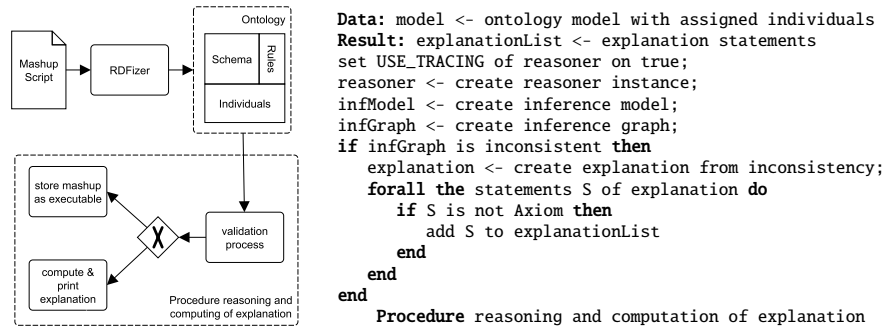 Mashup
Script
RDFizer
Ontology
Schema
Rules
Individuals
store mashup
as executable
X
validation
process
compute &
print
explanation
Procedure reasoning and
computing of explanation
Data: model <- ontology model with assigned individuals
Result: explanationList <- explanation statements
set USE_TRACING of reasoner on true;
reasoner <- create reasoner instance;
infModel <- create inference model;
infGraph <- create inference graph;
if infGraph is inconsistent then
explanation <- create explanation from inconsistency;
forall the statements S of explanation do
if S is not Axiom then
add S to explanationList
end
end
end
Procedure reasoning and computation of explanation